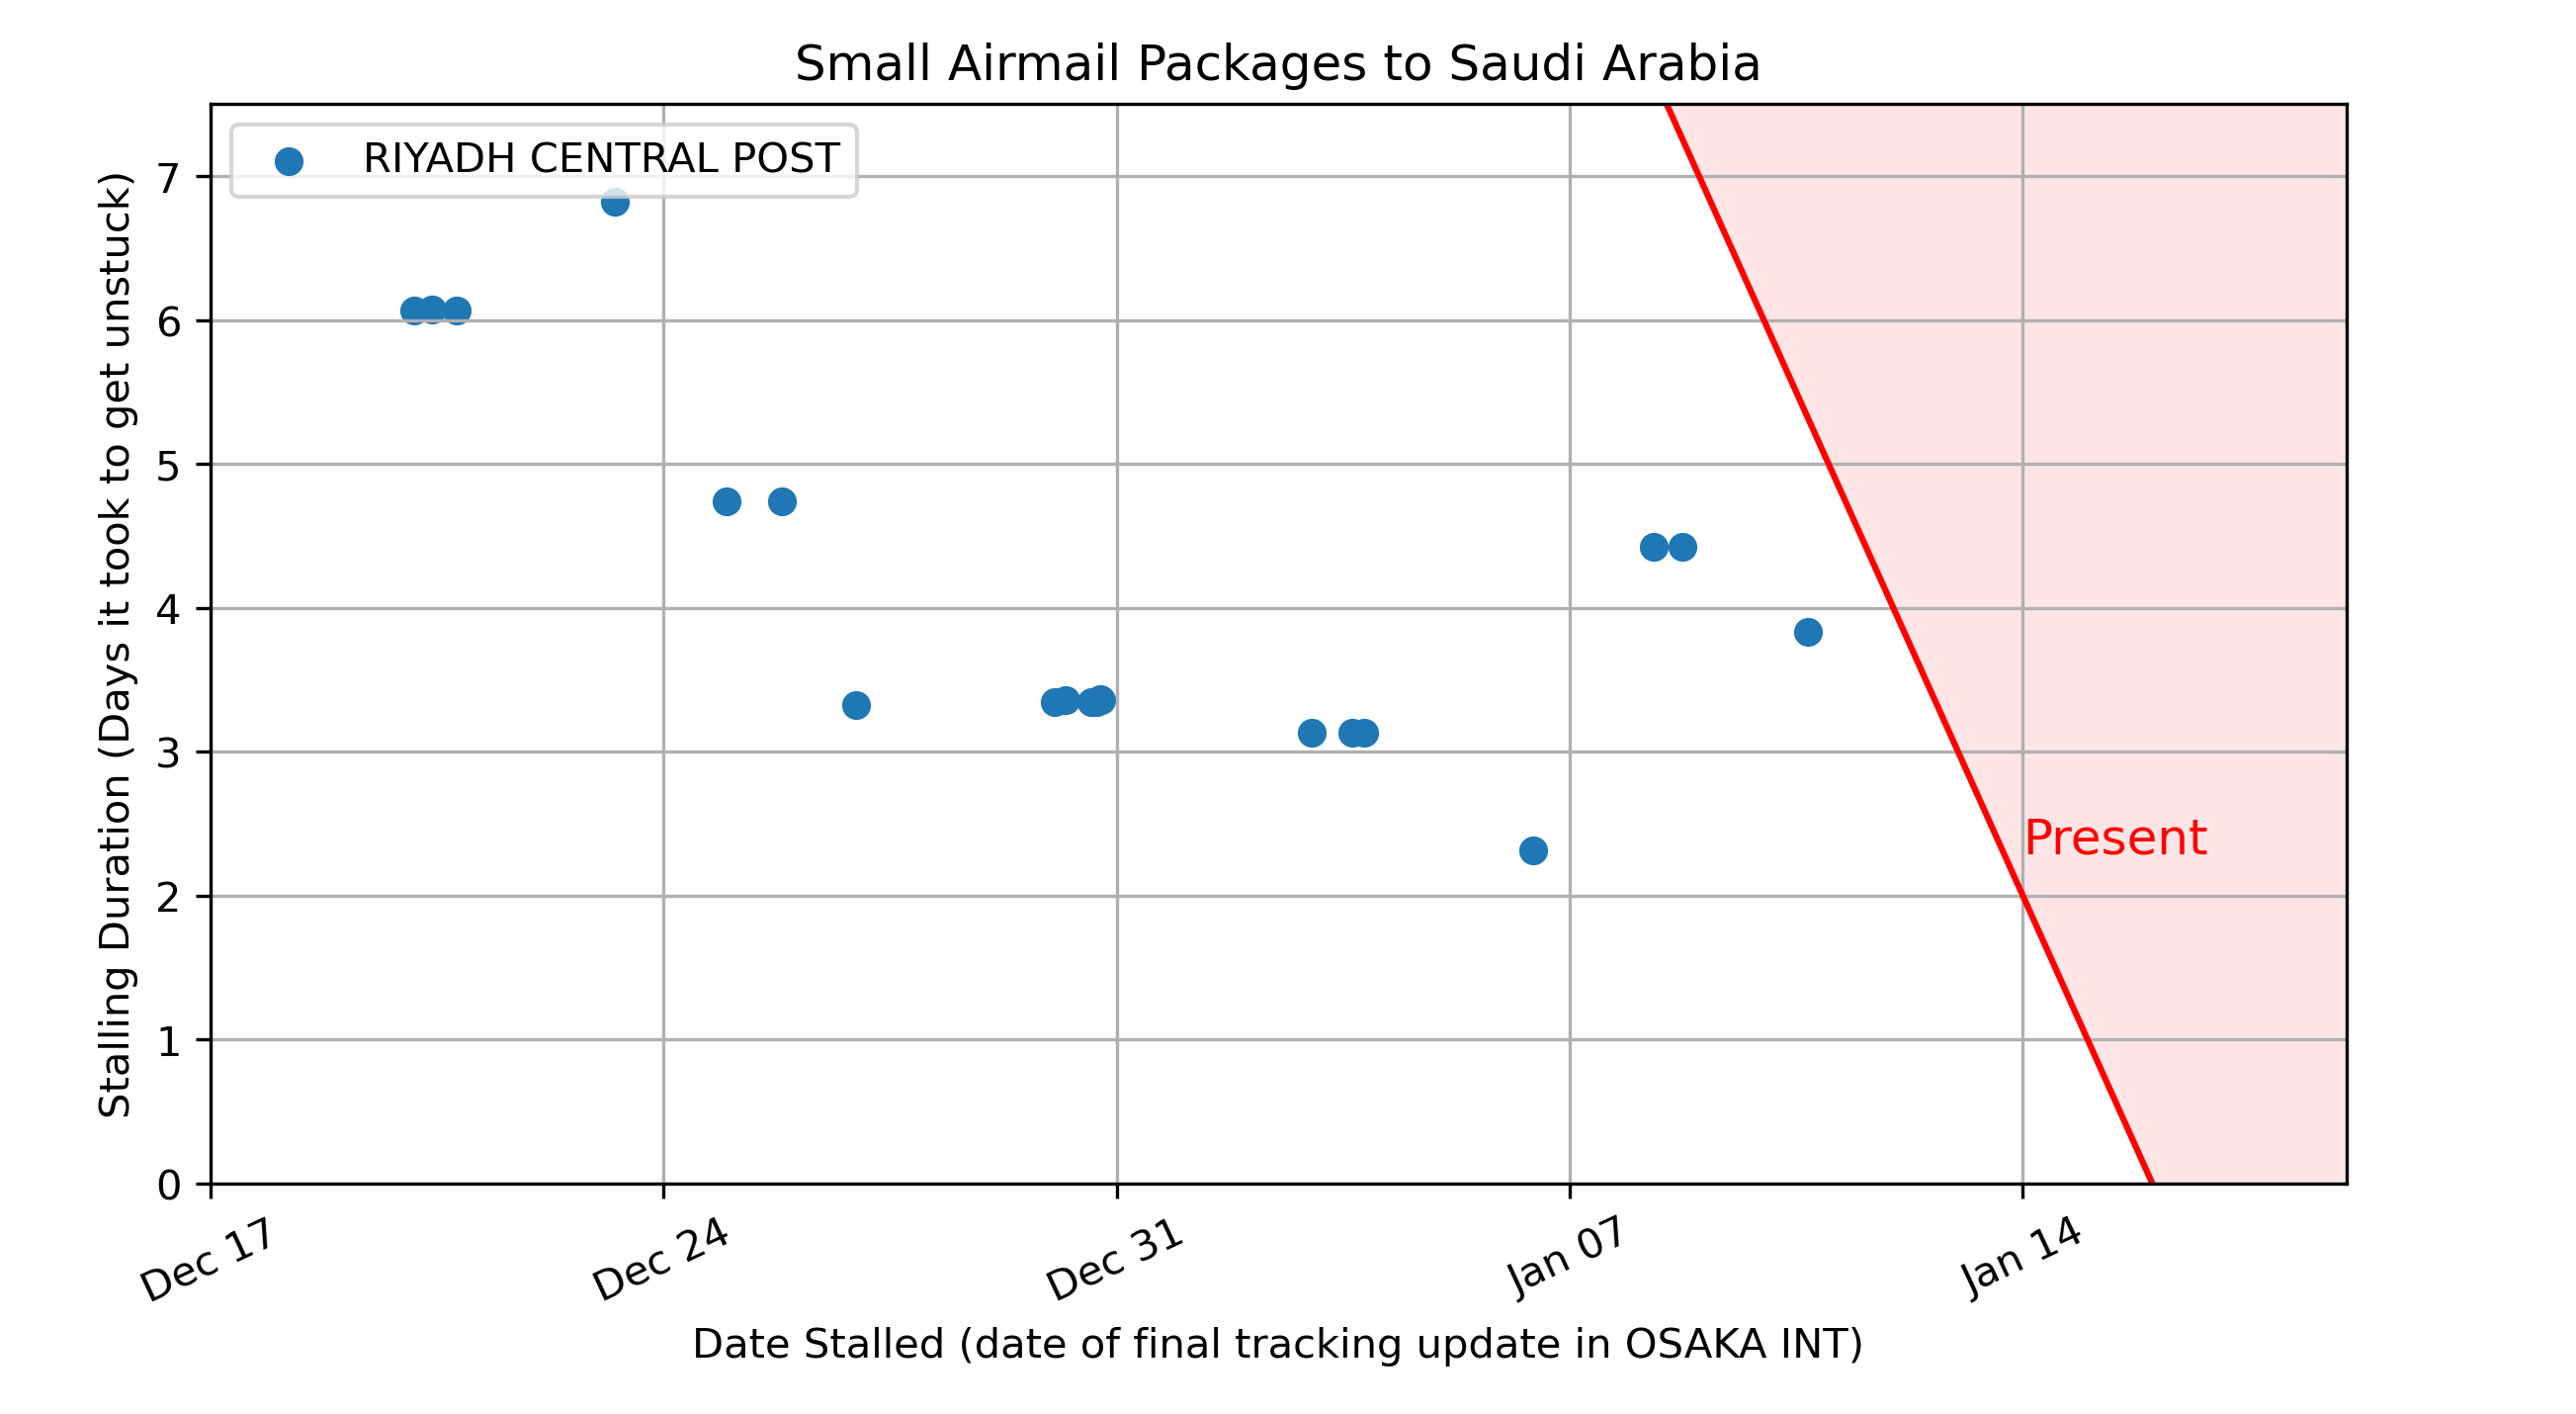 Small Airmail Packages to Saudi Arabia
RIYADH CENTRAL POST
Stalling Duration (Days it took to get unstuck)
7
6
5
4
3
2
1
0
Present
Dec 17
Dec 24
Dec 31
Jan 07
Jan 14
Date Stalled (date of final tracking update in OSAKA INT)